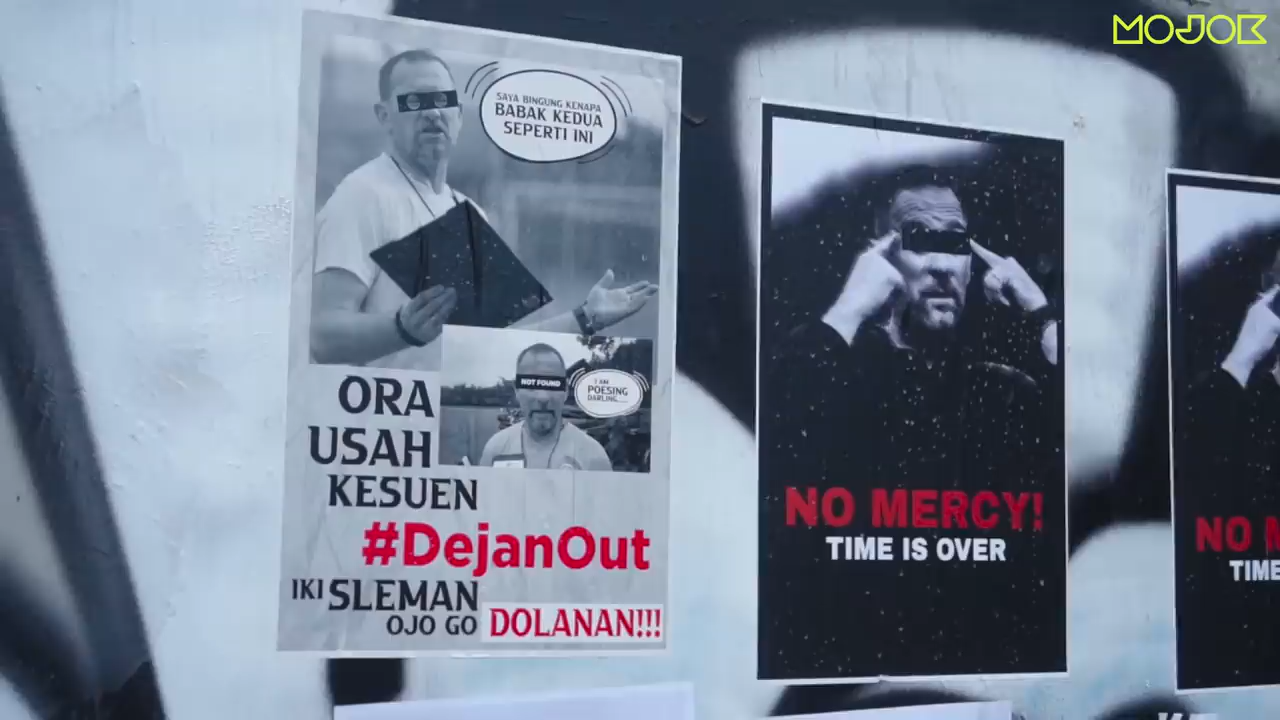 MOJOK
SAYA BINGUNG KENAPA
BABAK KEDUA
SEPERTI INI
NOT FOUND
I AM
POESING
DARLING....
ORA
USAH
KESUEN
#DejanOut
IKI SLEMAN
OJO GO DOLANAN!!!
NO MERCY!
TIME IS OVER
NO M
TIME